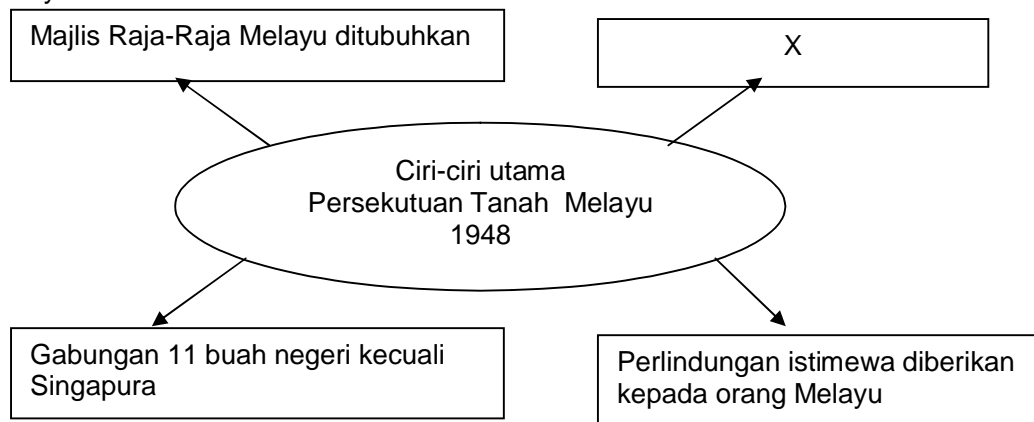 Majlis Raja-Raja Melayu ditubuhkan
X
Ciri-ciri utama
Persekutuan Tanah Melayu
1948
Gabungan 11 buah negeri kecuali
Singapura
Perlindungan istimewa diberikan
kepada orang Melayu